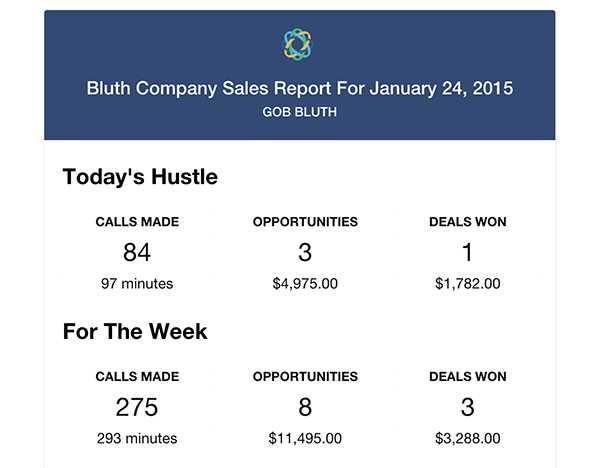 Bluth Company Sales Report For January 24, 2015
GOB BLUTH
Today's Hustle
CALLS MADE OPPORTUNITIES DEALS WON
84 3 1
97 minutes $4,975.00 $1,782.00
For The Week
CALLS MADE OPPORTUNITIES DEALS WON
275 8 3
293 minutes $11,495.00 $3,288.00